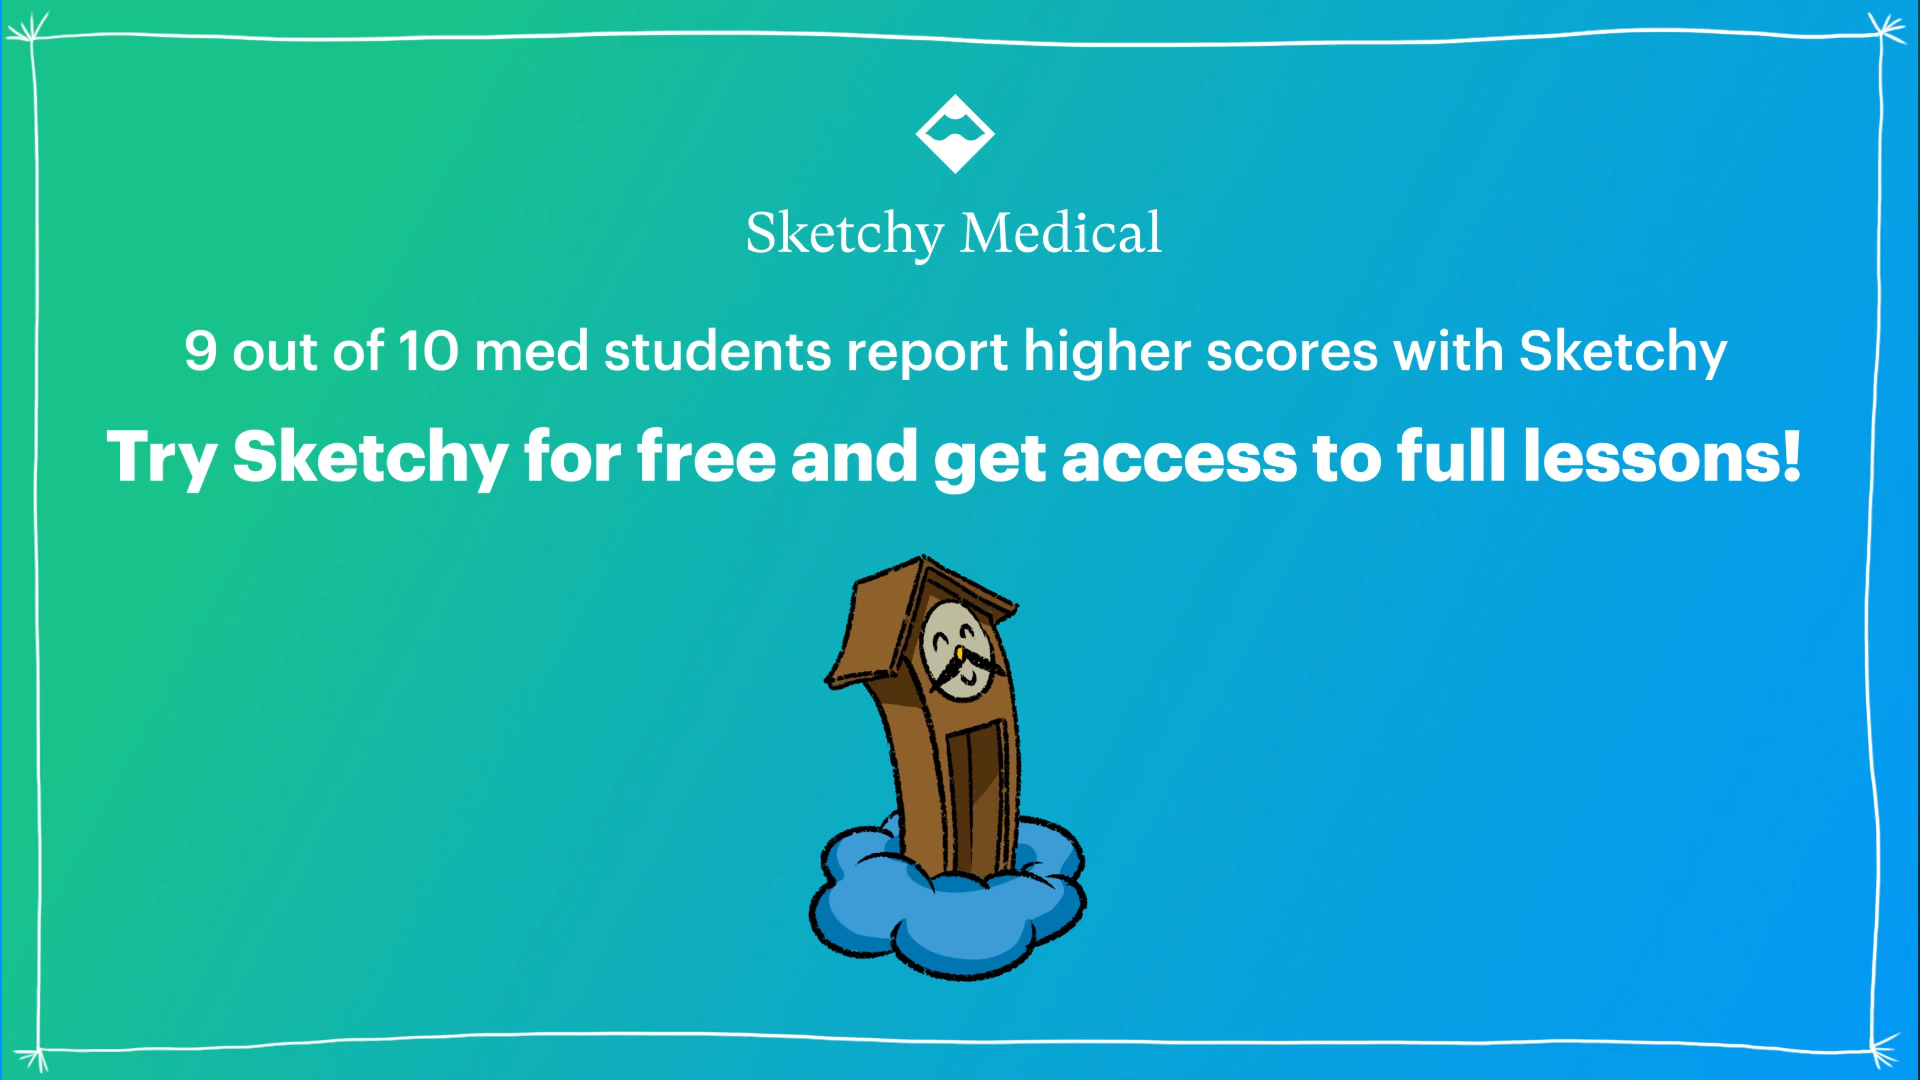 Sketchy Medical
9 out of 10 med students report higher scores with Sketchy
Try Sketchy for free and get access to full lessons!